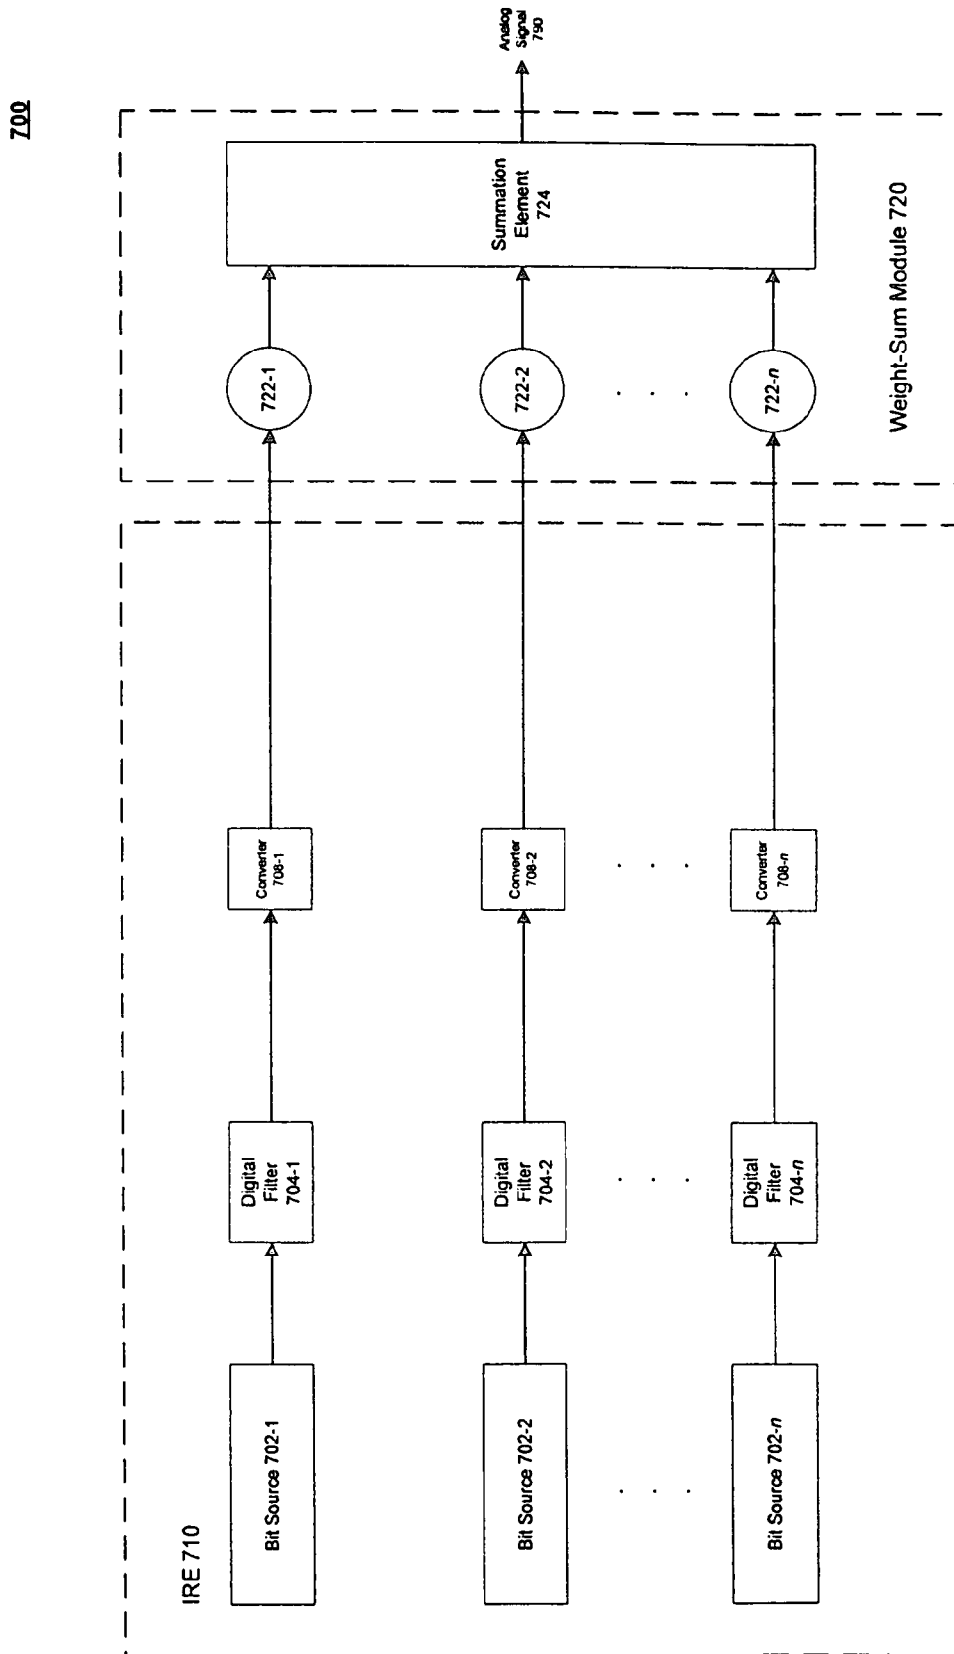 700
IRE 710
Bit Source 702-1
Digital
Filter
704-1
Converter
708-1
722-1
Bit Source 702-2
Digital
Filter
704-2
Converter
708-2
722-2
. . .
. . .
. . .
. . .
Bit Source 702-n
Digital
Filter
704-n
Converter
708-n
722-n
Summation
Element
724
Analog
Signal
790
Weight-Sum Module 720